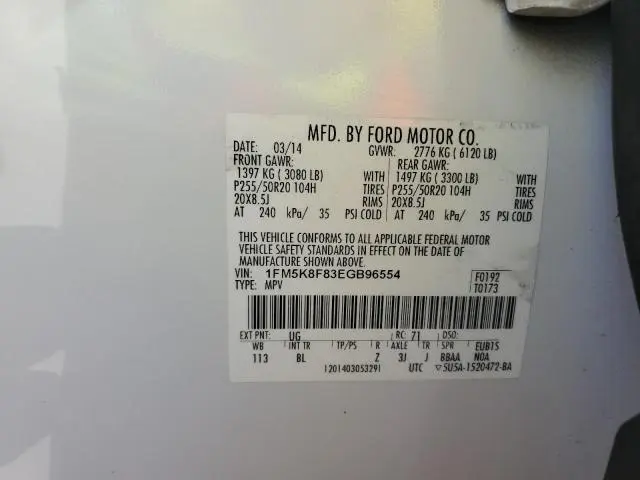 MFD. BY FORD MOTOR CO.
DATE: 03/14 GVWR: 2776 KG ( 6120 LB)
FRONT GAWR: REAR GAWR:
1397 KG ( 3080 LB) WITH 1497 KG ( 3300 LB) WITH
P255/50R20 104H TIRES P255/50R20 104H TIRES
20X8.5J RIMS 20X8.5J RIMS
AT 240 kPa/ 35 PSI COLD AT 240 kPa/ 35 PSI COLD
THIS VEHICLE CONFORMS TO ALL APPLICABLE FEDERAL MOTOR
VEHICLE SAFETY STANDARDS IN EFFECT ON THE DATE OF
MANUFACTURE SHOWN ABOVE.
VIN: 1FM5K8F83EGB96554 F0192
TYPE: MPV T0173
EXT PNT: UG RC: 71 DSO:
WB INT TR TP/PS R AXLE TR SPR EUB15
113 BL Z 3J J BBAA N0A
1201403053291 UTC ▽5U5A-1520472-BA